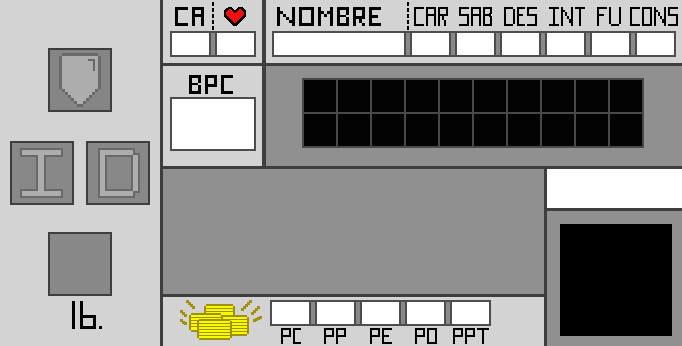 CA NOMBRE CAR SAB DES INT FU CONS
BPC
I D
lb.
PC PP PE PO PPT